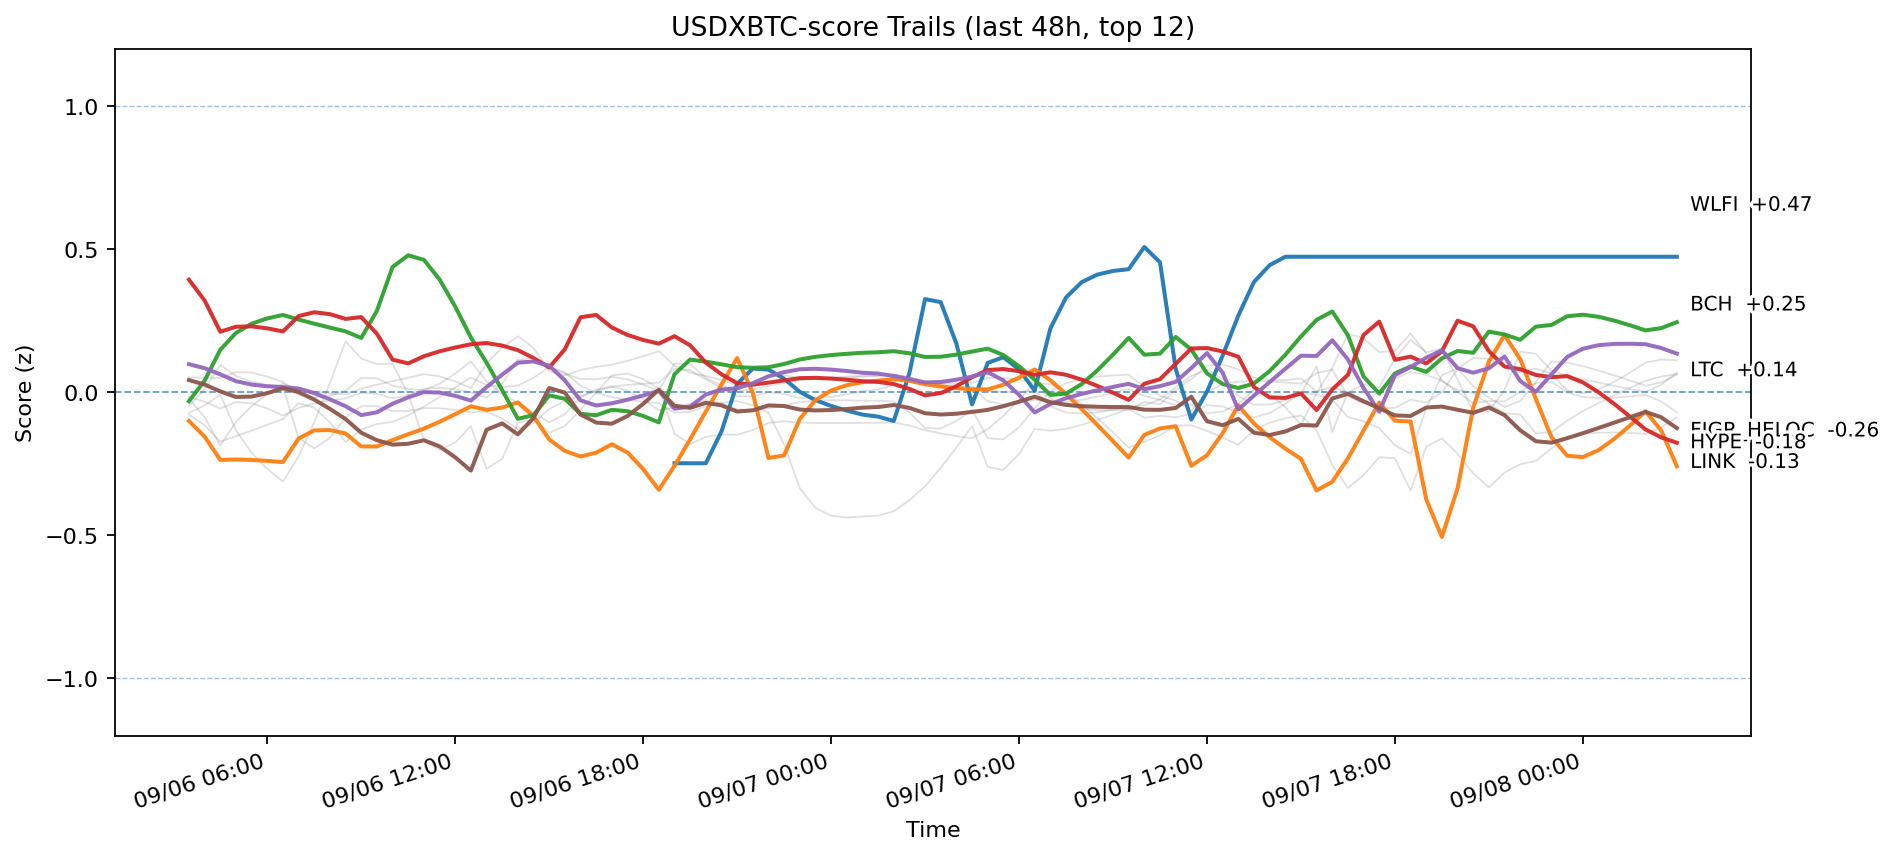 USDXBTC-score Trails (last 48h, top 12)
Score (z)
1.0
0.5
0.0
−0.5
−1.0
WLFI +0.47
BCH +0.25
LTC +0.14
FIGR_HELOC -0.26
HYPE -0.18
LINK -0.13
09/06 06:00
09/06 12:00
09/06 18:00
09/07 00:00
09/07 06:00
09/07 12:00
09/07 18:00
09/08 00:00
Time